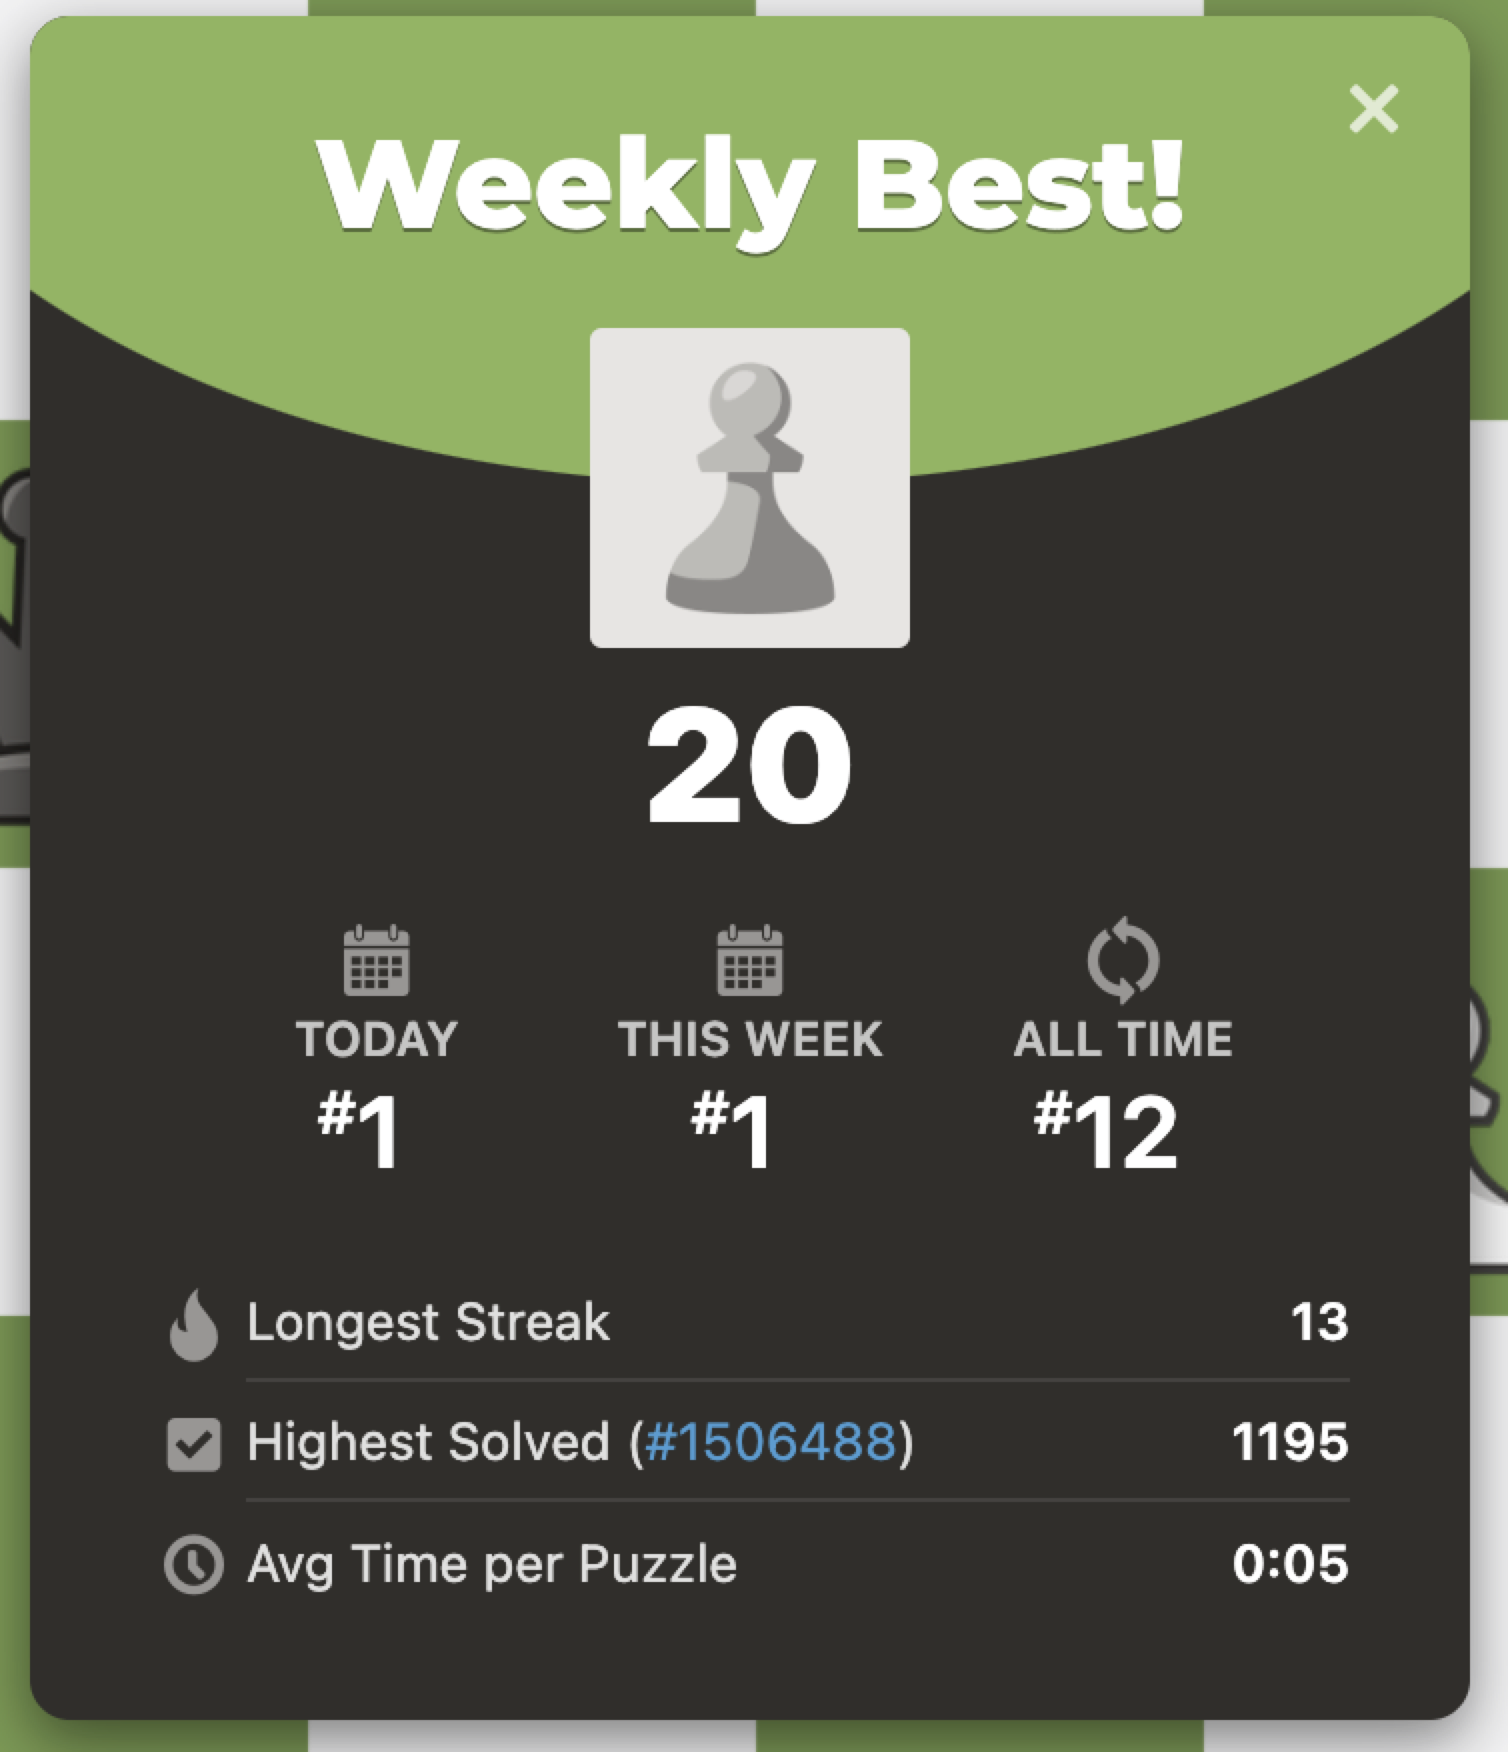 Weekly Best!
20
TODAY THIS WEEK ALL TIME
#1 #1 #12
Longest Streak 13
Highest Solved (#1506488) 1195
Avg Time per Puzzle 0:05